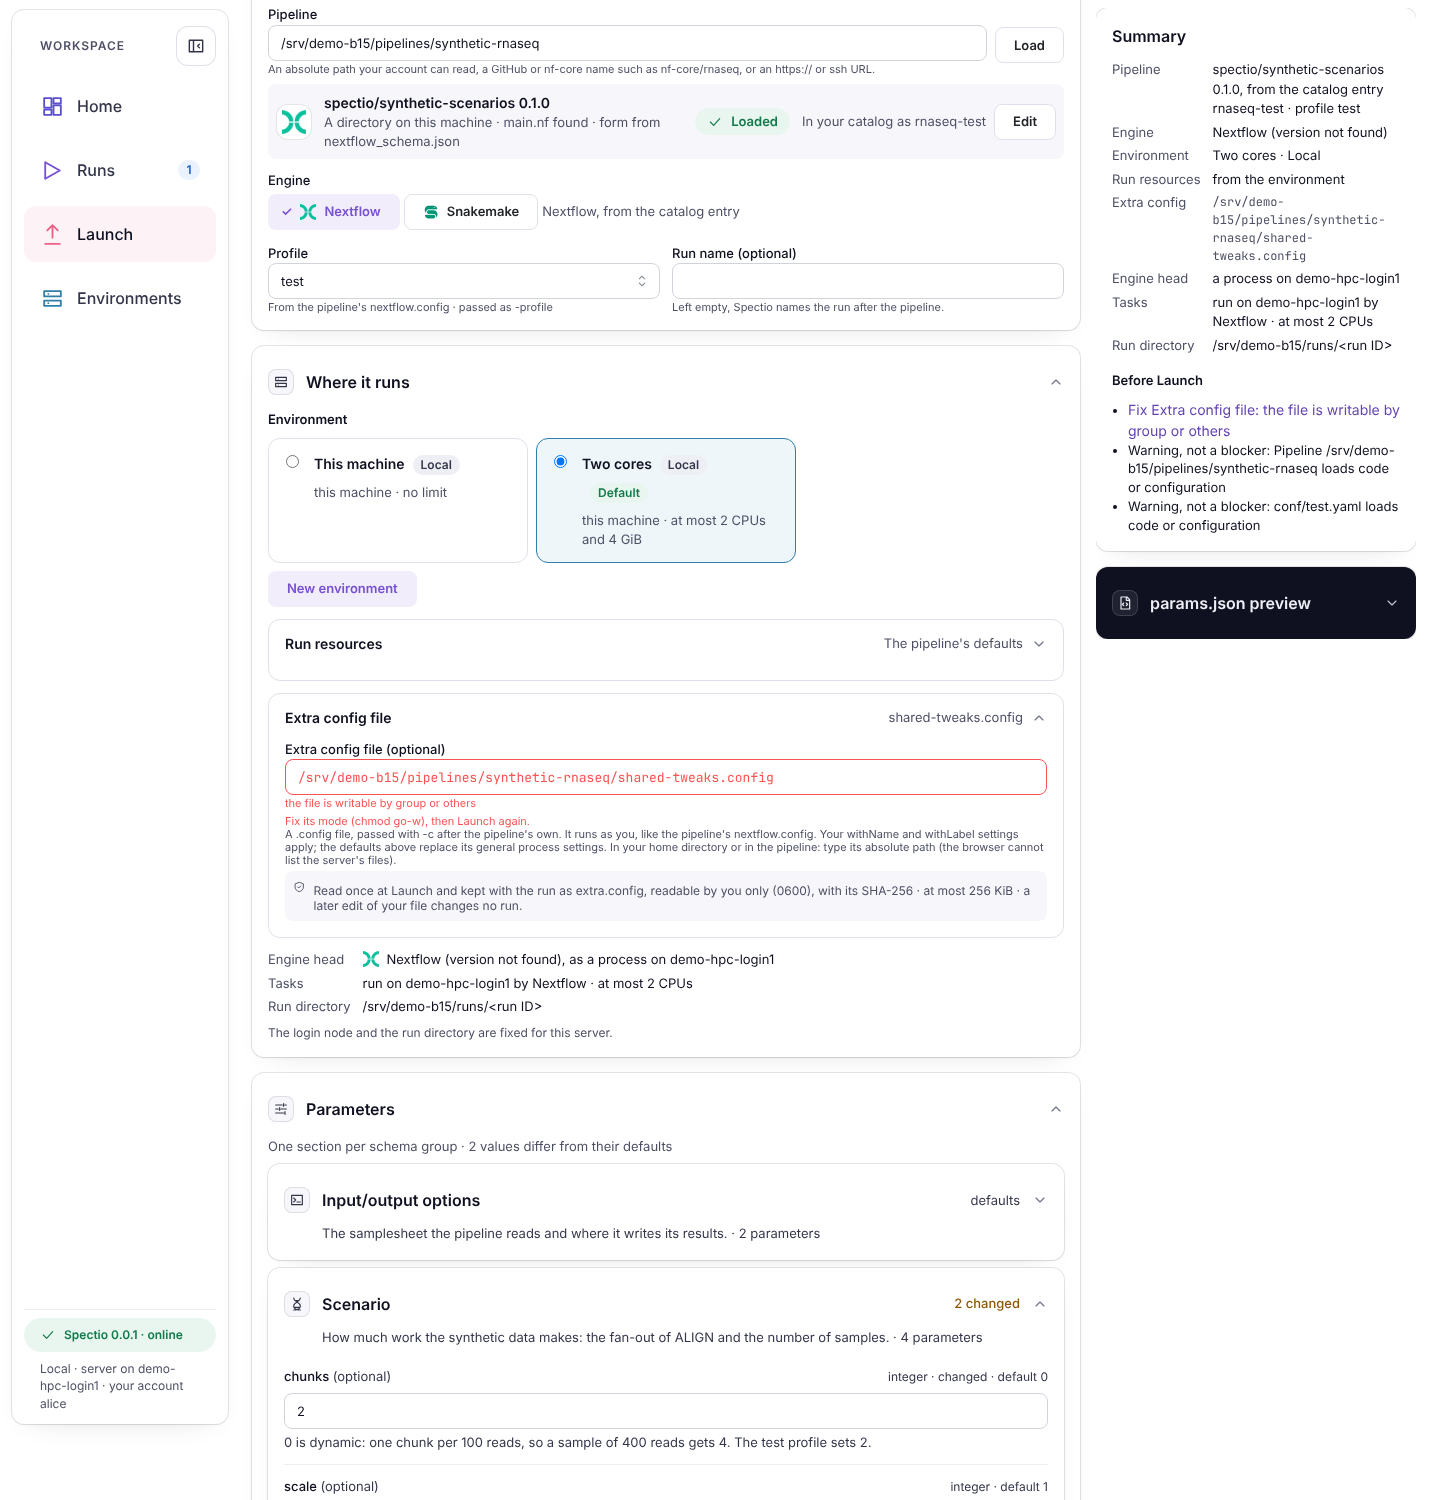 WORKSPACE
Home
Runs
1
Launch
Environments
Spectio 0.0.1 · online
Local · server on demo-
hpc-login1 · your account
alice
Pipeline
/srv/demo-b15/pipelines/synthetic-rnaseq
Load
An absolute path your account can read, a GitHub or nf-core name such as nf-core/rnaseq, or an https:// or ssh URL.
spectio/synthetic-scenarios 0.1.0
A directory on this machine · main.nf found · form from
nextflow_schema.json
Loaded
In your catalog as rnaseq-test
Edit
Engine
Nextflow
Snakemake
Nextflow, from the catalog entry
Profile
test
From the pipeline's nextflow.config · passed as -profile
Run name (optional)
Left empty, Spectio names the run after the pipeline.
Where it runs
Environment
This machine
Local
this machine · no limit
Two cores
Local
Default
this machine · at most 2 CPUs
and 4 GiB
New environment
Run resources
The pipeline's defaults
Extra config file
shared-tweaks.config
Extra config file (optional)
/srv/demo-b15/pipelines/synthetic-rnaseq/shared-tweaks.config
the file is writable by group or others
Fix its mode (chmod go-w), then Launch again.
A .config file, passed with -c after the pipeline's own. It runs as you, like the pipeline's nextflow.config. Your withName and withLabel settings
apply; the defaults above replace its general process settings. In your home directory or in the pipeline: type its absolute path (the browser cannot
list the server's files).
Read once at Launch and kept with the run as extra.config, readable by you only (0600), with its SHA-256 · at most 256 KiB · a
later edit of your file changes no run.
Engine head
Nextflow (version not found), as a process on demo-hpc-login1
Tasks
run on demo-hpc-login1 by Nextflow · at most 2 CPUs
Run directory
/srv/demo-b15/runs/<run ID>
The login node and the run directory are fixed for this server.
Parameters
One section per schema group · 2 values differ from their defaults
Input/output options
defaults
The samplesheet the pipeline reads and where it writes its results. · 2 parameters
Scenario
2 changed
How much work the synthetic data makes: the fan-out of ALIGN and the number of samples. · 4 parameters
chunks (optional)
integer · changed · default 0
2
0 is dynamic: one chunk per 100 reads, so a sample of 400 reads gets 4. The test profile sets 2.
scale (optional)
integer · default 1
Summary
Pipeline
spectio/synthetic-scenarios
0.1.0, from the catalog entry
rnaseq-test · profile test
Engine
Nextflow (version not found)
Environment
Two cores · Local
Run resources
from the environment
Extra config
/srv/demo-
b15/pipelines/synthetic-
rnaseq/shared-
tweaks.config
Engine head
a process on demo-hpc-login1
Tasks
run on demo-hpc-login1 by
Nextflow · at most 2 CPUs
Run directory
/srv/demo-b15/runs/<run ID>
Before Launch
• Fix Extra config file: the file is writable by
group or others
• Warning, not a blocker: Pipeline /srv/demo-
b15/pipelines/synthetic-rnaseq loads code
or configuration
• Warning, not a blocker: conf/test.yaml loads
code or configuration
params.json preview